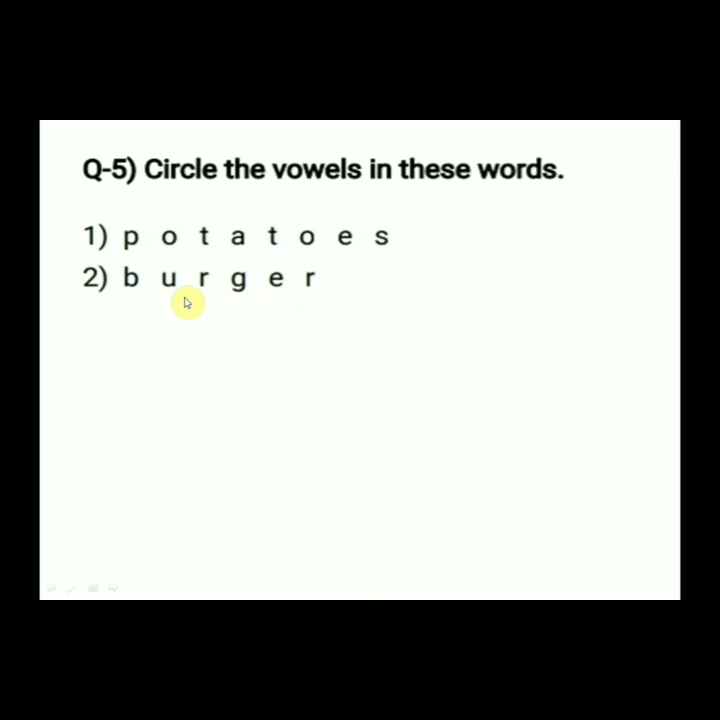 Q-5) Circle the vowels in these words.
1) p o t a t o e s
2) b u r g e r